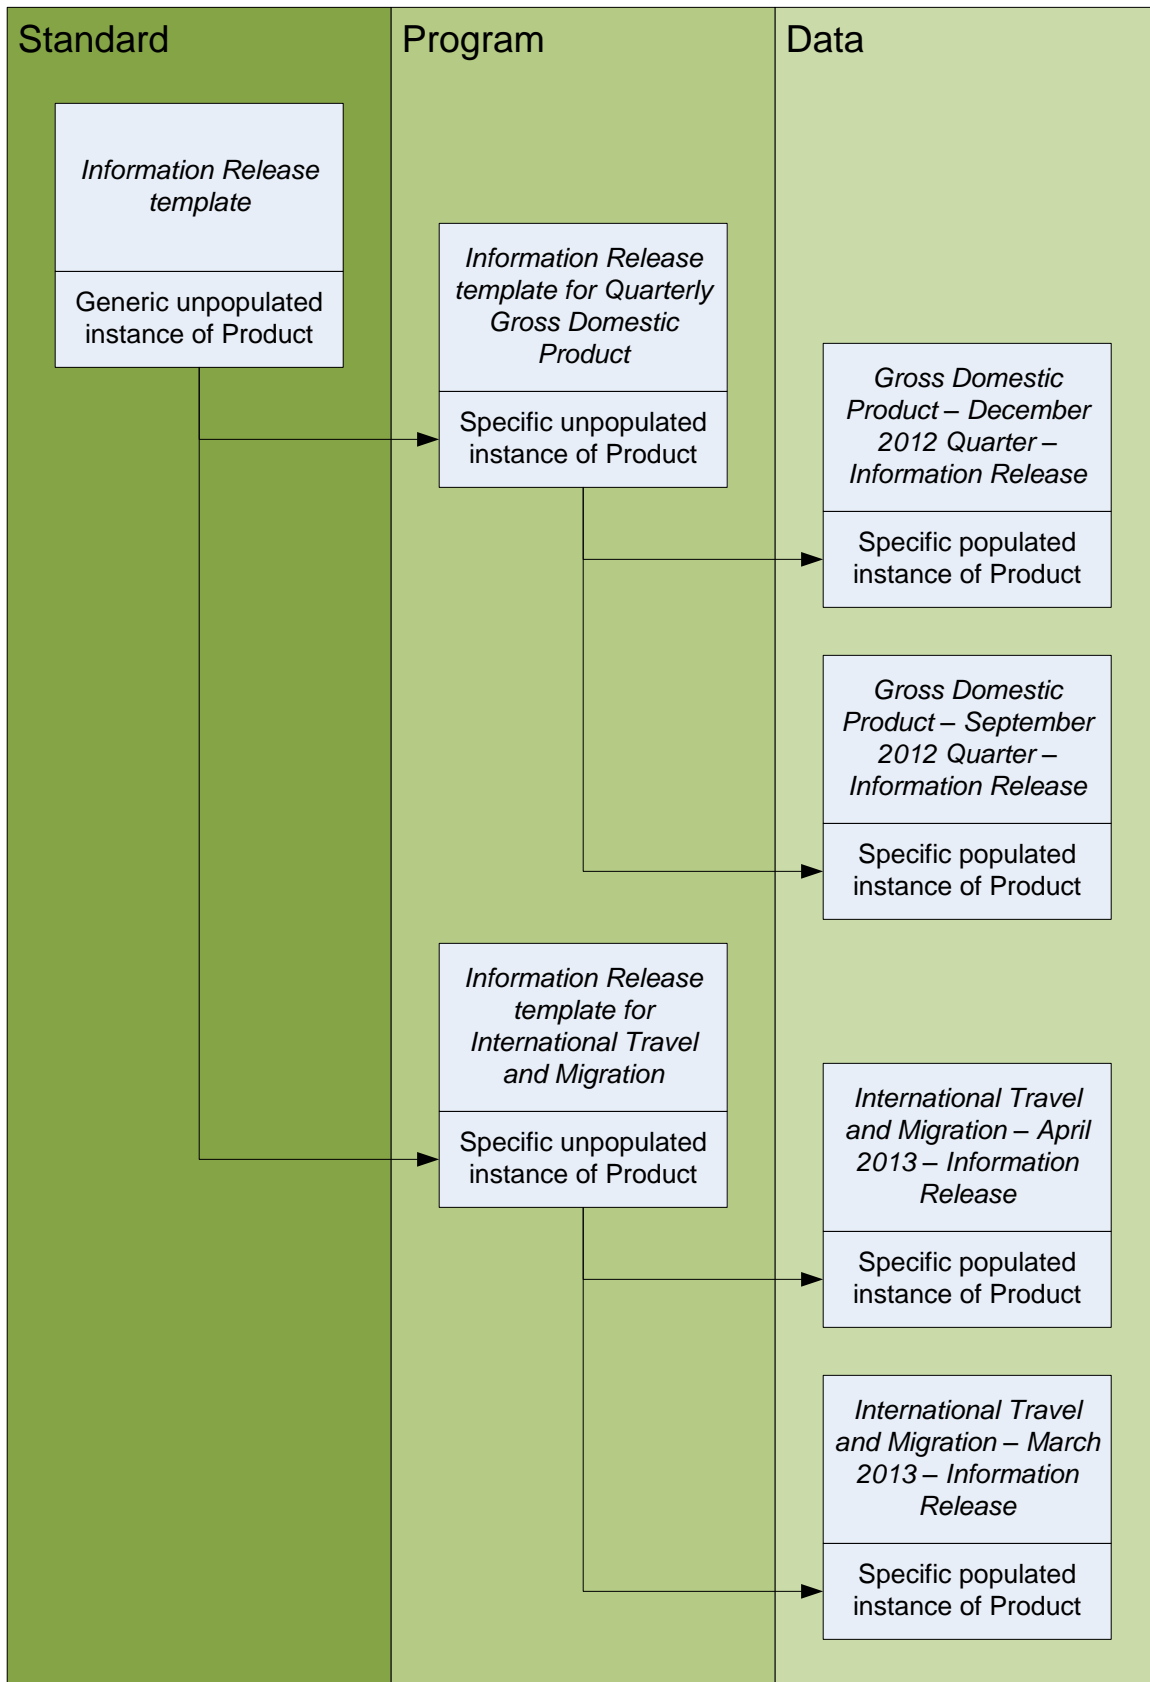 Standard
Program
Data
Information Release
template
Generic unpopulated
instance of Product
Information Release
template for Quarterly
Gross Domestic
Product
Specific unpopulated
instance of Product
Gross Domestic
Product – December
2012 Quarter –
Information Release
Specific populated
instance of Product
Gross Domestic
Product – September
2012 Quarter –
Information Release
Specific populated
instance of Product
Information Release
template for
International Travel
and Migration
Specific unpopulated
instance of Product
International Travel
and Migration – April
2013 – Information
Release
Specific populated
instance of Product
International Travel
and Migration – March
2013 – Information
Release
Specific populated
instance of Product